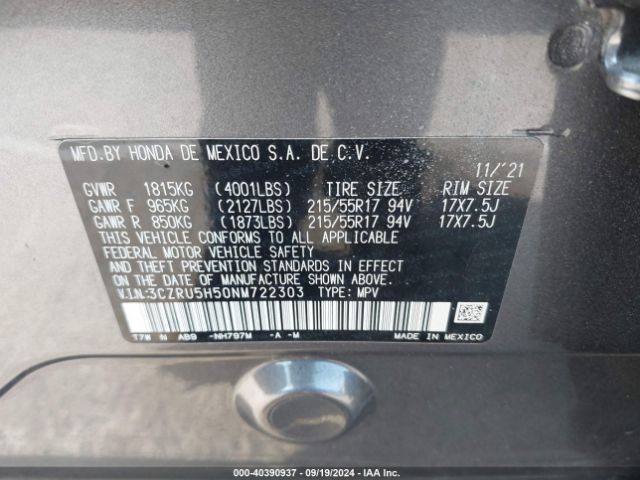 MFD. BY HONDA DE MEXICO S.A. DE C.V.
11/'21
GVWR 1815KG (4001LBS) TIRE SIZE RIM SIZE
GAWR F 965KG (2127LBS) 215/55R17 94V 17X7.5J
GAWR R 850KG (1873LBS) 215/55R17 94V 17X7.5J
THIS VEHICLE CONFORMS TO ALL APPLICABLE
FEDERAL MOTOR VEHICLE SAFETY
AND THEFT PREVENTION STANDARDS IN EFFECT
ON THE DATE OF MANUFACTURE SHOWN ABOVE.
V.I.N:3CZRU5H50NM722303 TYPE: MPV
T7W N AB9 -NH797M -A -M MADE IN MEXICO
000-40390937 - 09/19/2024 - IAA Inc.